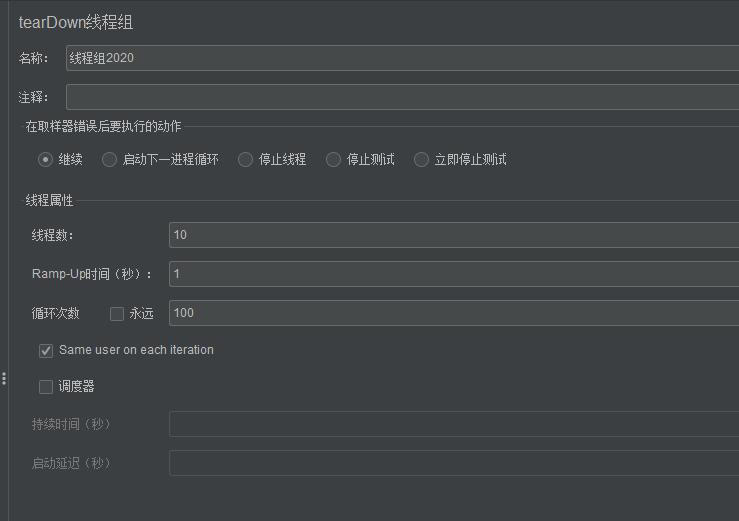 tearDown线程组
名称： 线程组2020
注释：
在取样器错误后要执行的动作
继续 启动下一进程循环 停止线程 停止测试 立即停止测试
线程属性
线程数： 10
Ramp-Up时间（秒）： 1
循环次数 永远 100
Same user on each iteration
调度器
持续时间（秒）
启动延迟（秒）